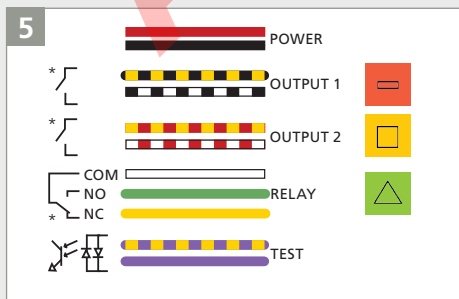 5
POWER
*
OUTPUT 1
*
OUTPUT 2
COM
NO
RELAY
* NC
TEST